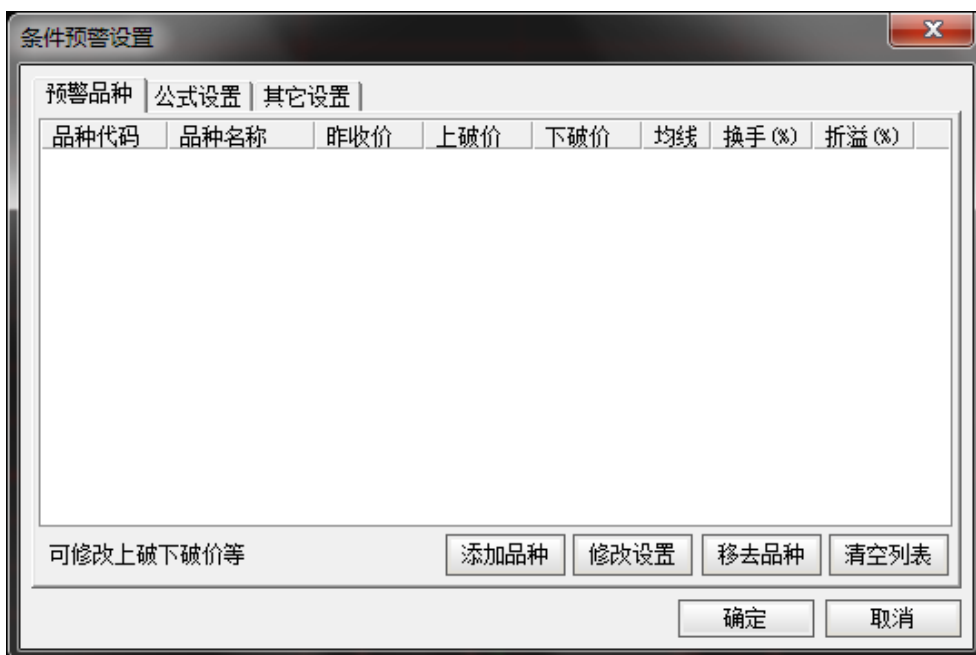 条件预警设置
预警品种 公式设置 其它设置
品种代码 品种名称 昨收价 上破价 下破价 均线 换手(%) 折溢(%)
可修改上破下破价等 添加品种 修改设置 移去品种 清空列表
确定 取消